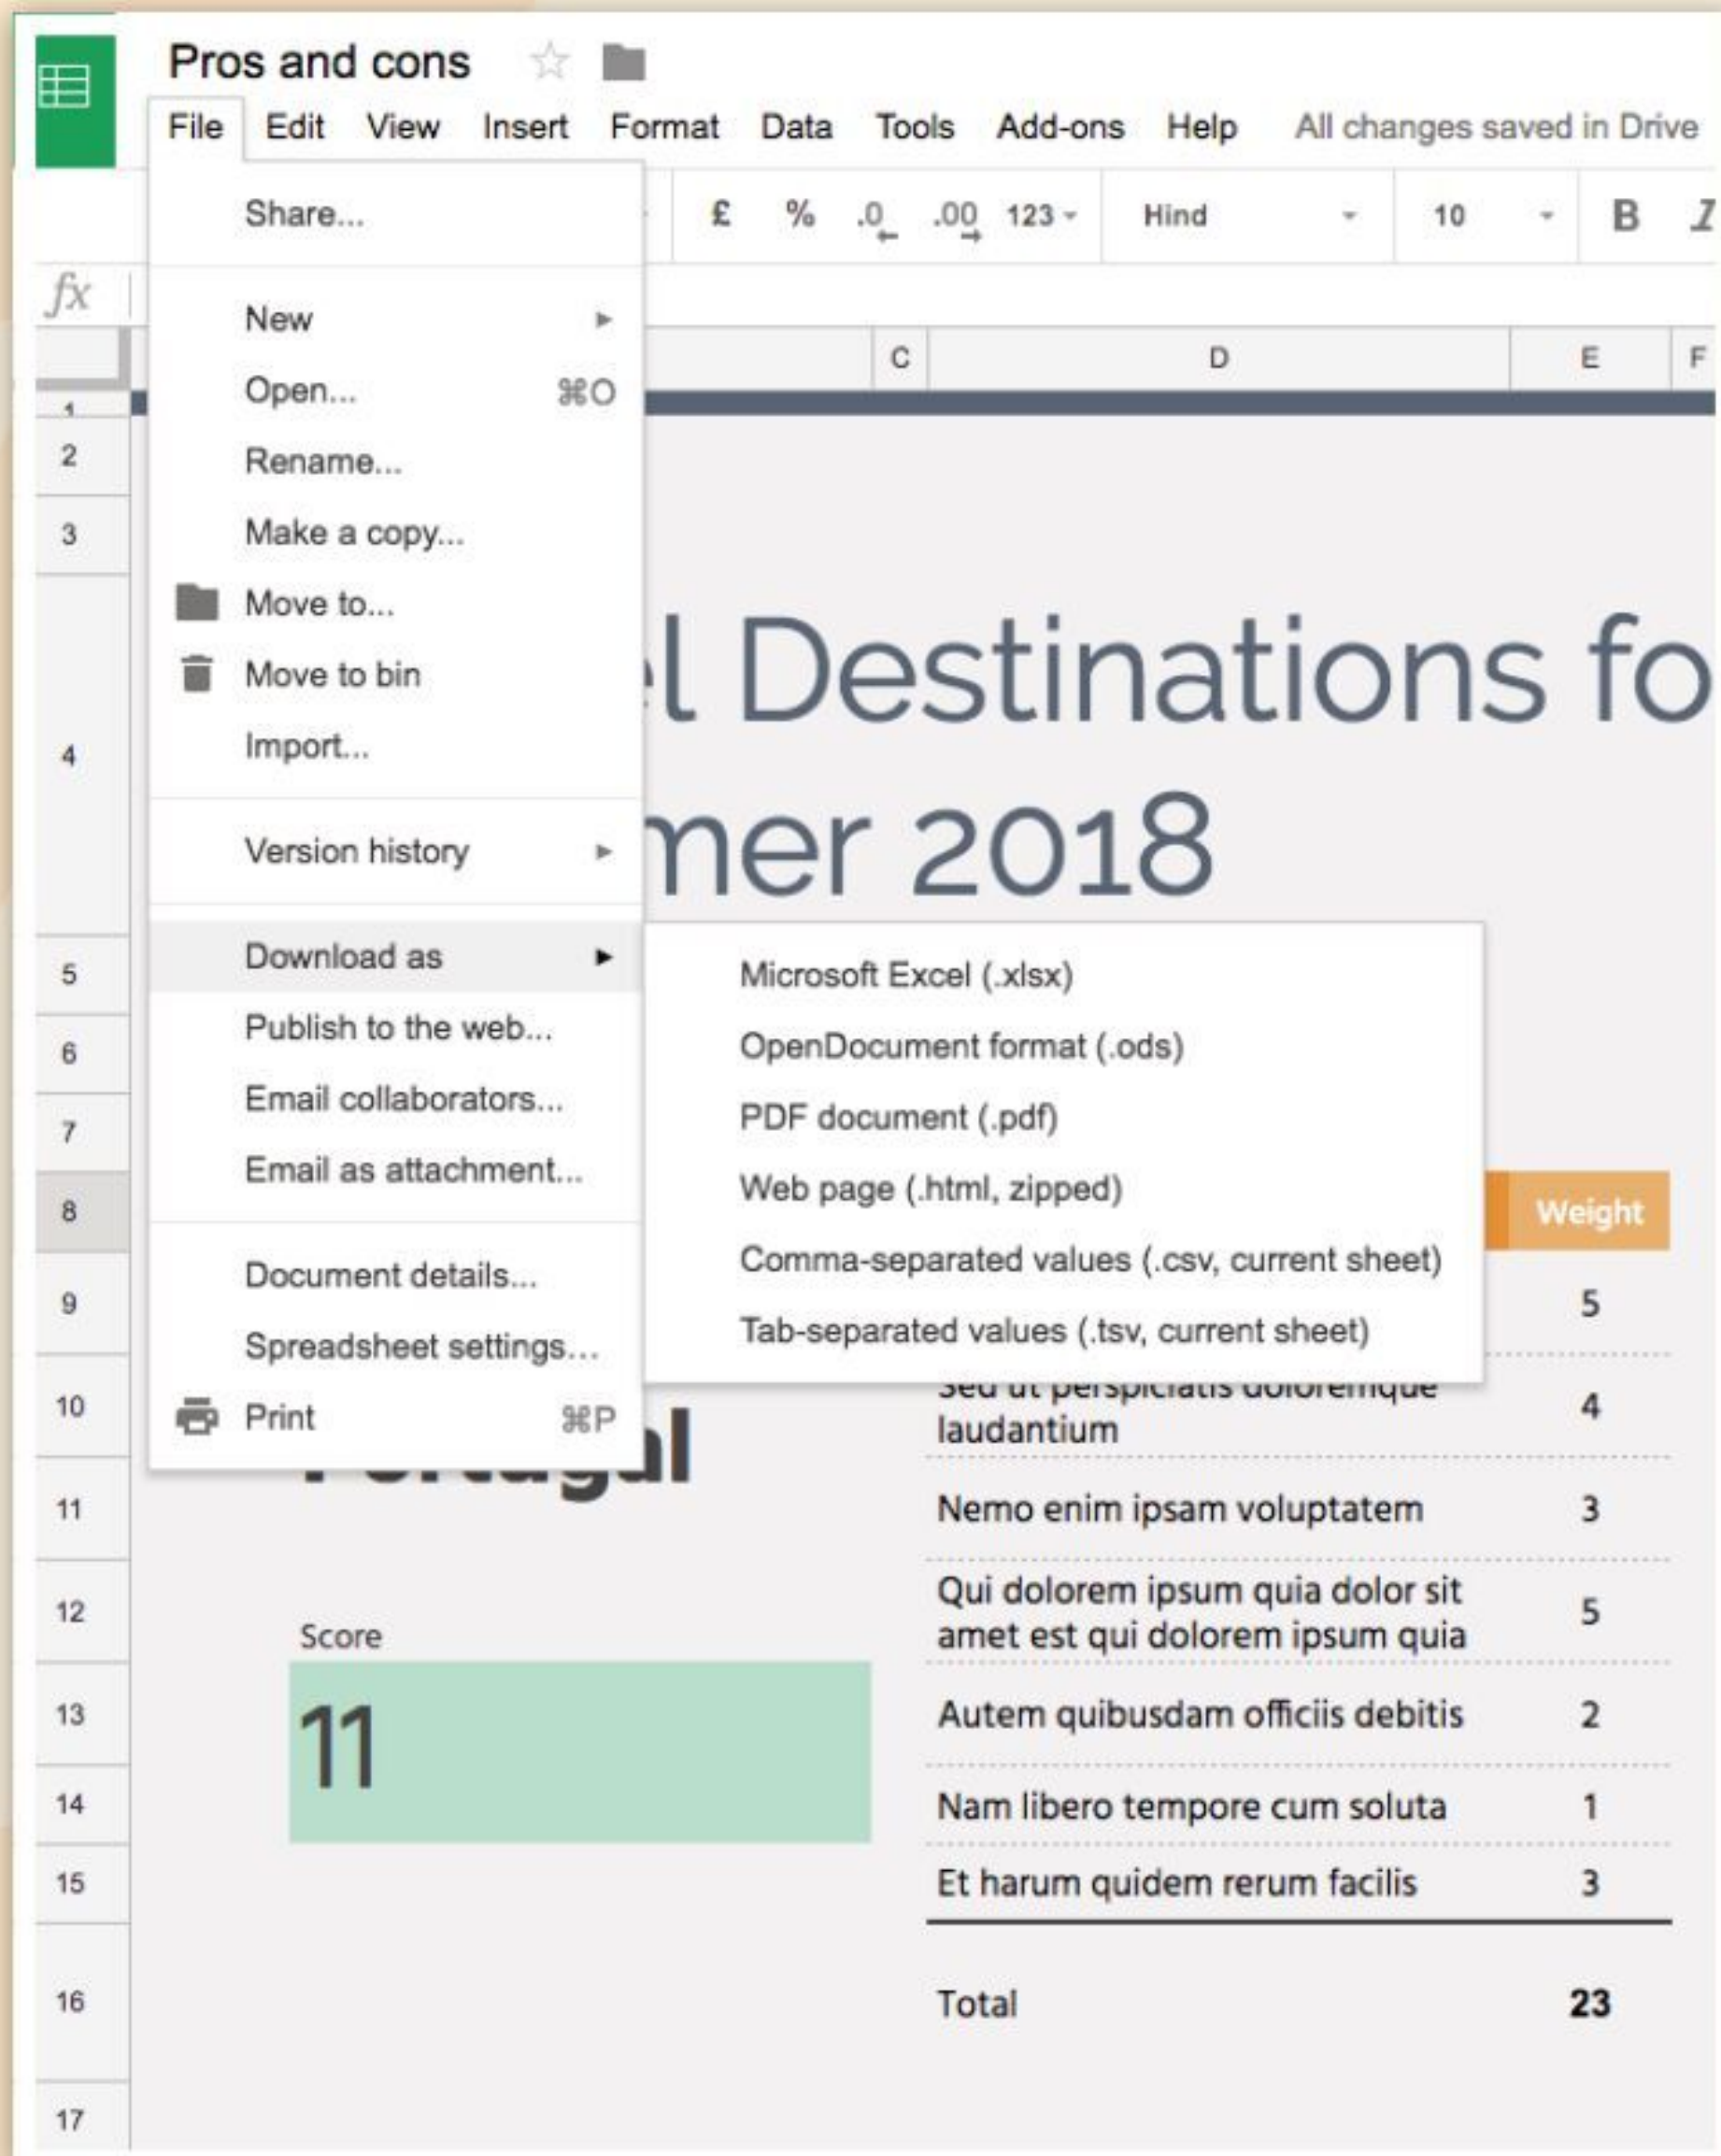 Pros and cons
File Edit View Insert Format Data Tools Add-ons Help All changes saved in Drive
Share...
£ % .0 .00 123 Hind 10 B I
fx
New
C D E F
Open... ⌘O
1
2
Rename...
3
Make a copy...
Move to...
Move to bin
Import...
4
l Destinations fo
mer 2018
Version history
Download as
Publish to the web...
Email collaborators...
Email as attachment...
Document details...
Spreadsheet settings...
Print ⌘P
Microsoft Excel (.xlsx)
OpenDocument format (.ods)
PDF document (.pdf)
Web page (.html, zipped)
Comma-separated values (.csv, current sheet)
Tab-separated values (.tsv, current sheet)
5
6
7
8 Weight
9 5
10 Sed ut perspiciatis doloremque
laudantium 4
Portugal
11 Nemo enim ipsam voluptatem 3
12 Qui dolorem ipsum quia dolor sit
amet est qui dolorem ipsum quia 5
Score
11
13 Autem quibusdam officiis debitis 2
14 Nam libero tempore cum soluta 1
15 Et harum quidem rerum facilis 3
16 Total 23
17